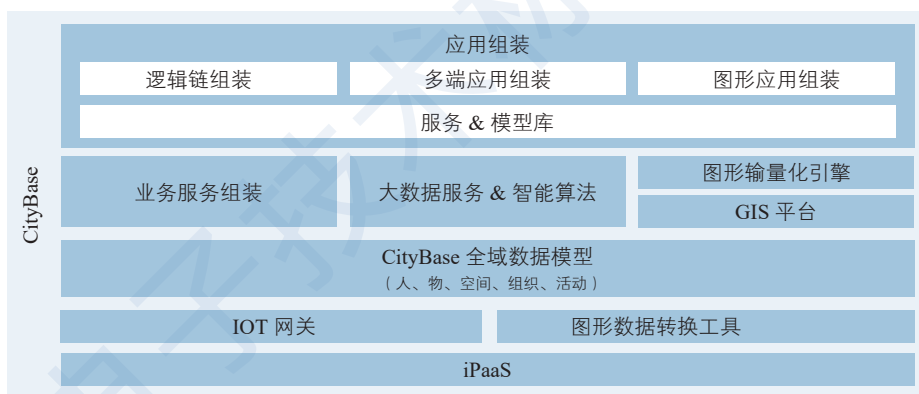 CityBase
应用组装
逻辑链组装
多端应用组装
图形应用组装
服务 & 模型库
业务服务组装
大数据服务 & 智能算法
图形输量化引擎
GIS 平台
CityBase 全域数据模型
（人、物、空间、组织、活动）
IOT 网关
图形数据转换工具
iPaaS